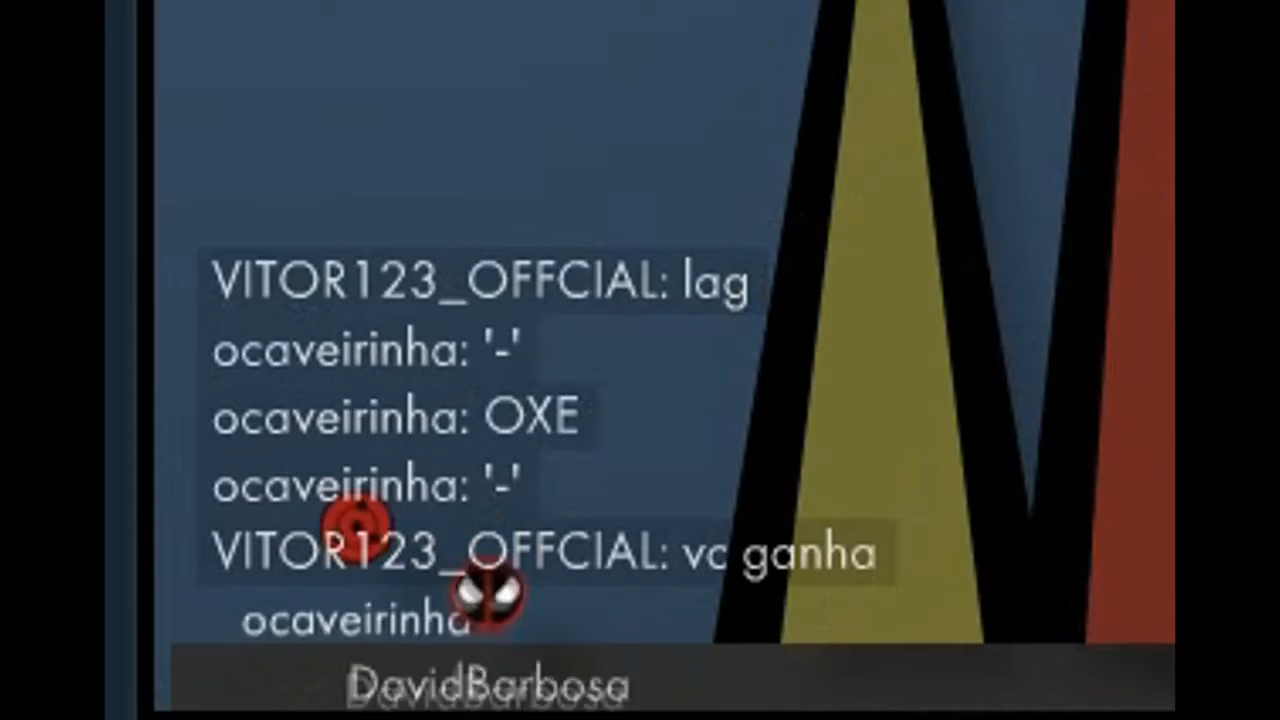 VITOR123_OFFCIAL: lag
ocaveirinha: '-'
ocaveirinha: OXE
ocaveirinha: '-'
VITOR123_OFFCIAL: vc ganha
ocaveirinha
DavidBarbosa